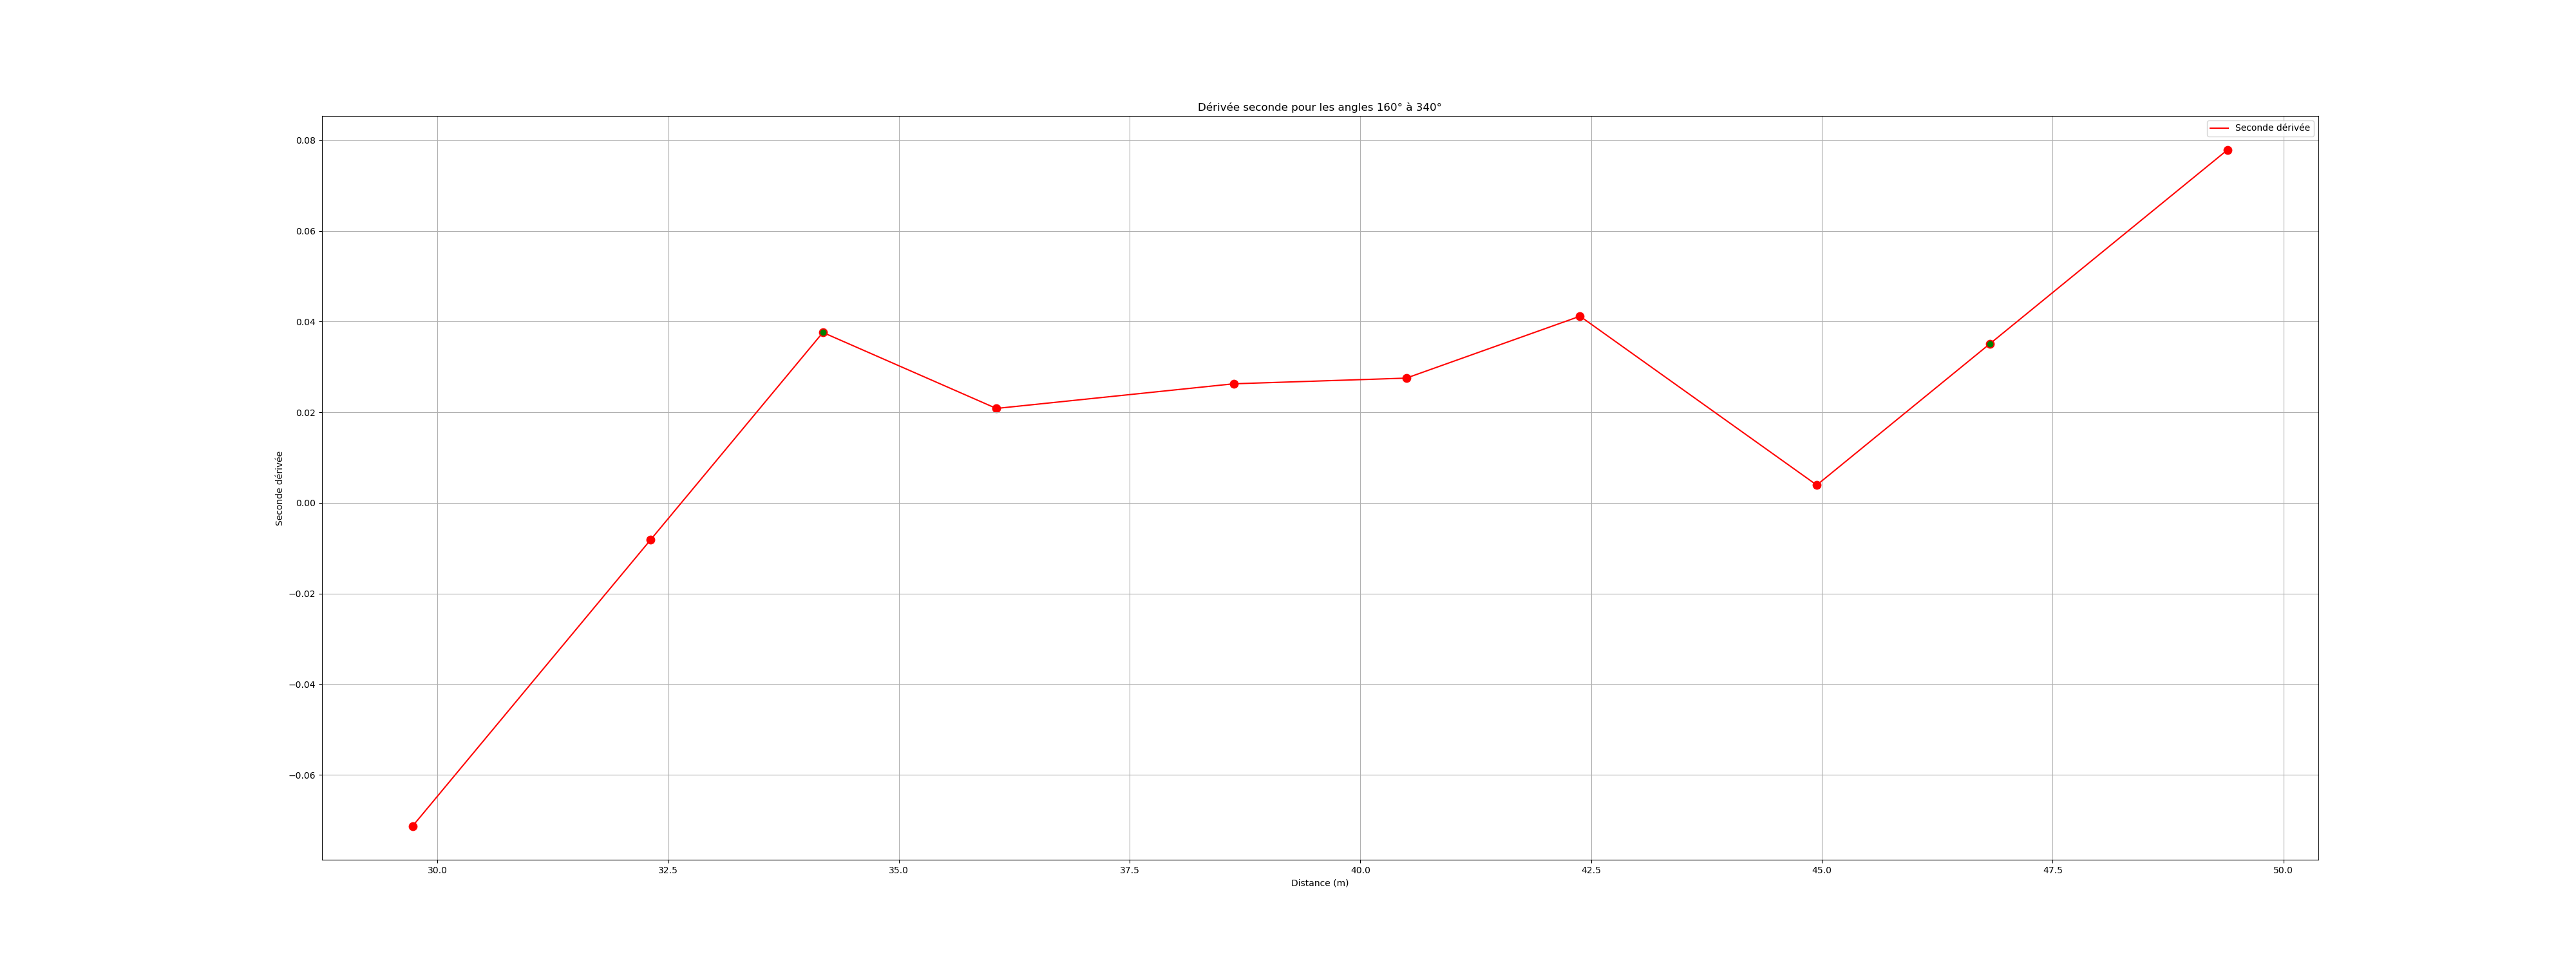 Dérivée seconde pour les angles 160° à 340°
Seconde dérivée
0.08
0.06
0.04
0.02
0.00
−0.02
−0.04
−0.06
Seconde dérivée
30.0 32.5 35.0 37.5 40.0 42.5 45.0 47.5 50.0
Distance (m)